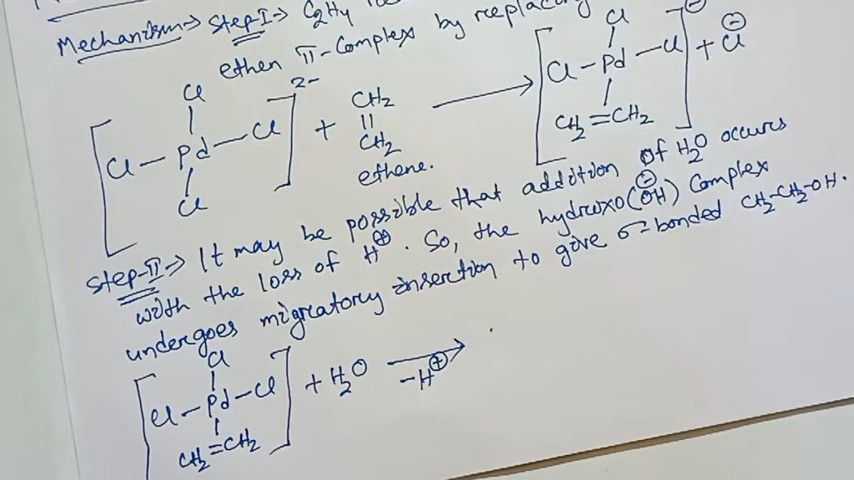 Mechanism → Step-I → C2H4
ethen π-Complex by replacing
[Cl-Pd(Cl)(Cl)-Cl]2- + CH2=CH2 → [Cl-Pd(Cl)(CH2=CH2)-Cl]⊖ + Cl⊖
ethene.
Step-II → It may be possible that addition of H2O occurs
with the loss of H⊕. So, the hydroxo(OH⊖) Complex
undergoes migratory insertion to give σ-bonded CH2-CH2-OH.
[Cl-Pd(Cl)(CH2=CH2)-Cl] + H2O →
-H⊕